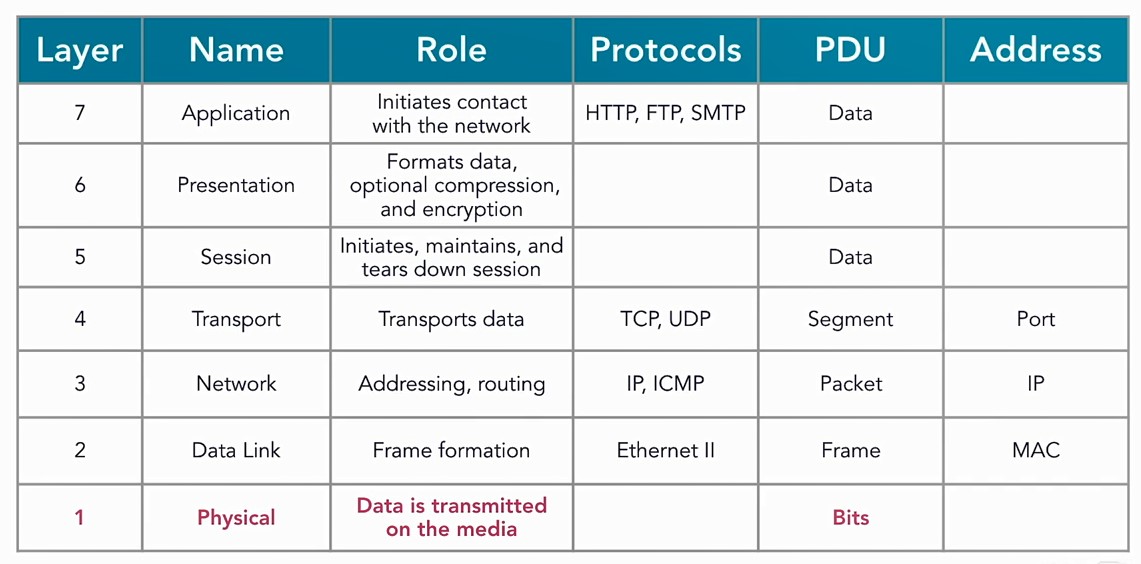 Layer Name Role Protocols PDU Address
7 Application Initiates contact
with the network HTTP, FTP, SMTP Data
6 Presentation Formats data,
optional compression,
and encryption Data
5 Session Initiates, maintains, and
tears down session Data
4 Transport Transports data TCP, UDP Segment Port
3 Network Addressing, routing IP, ICMP Packet IP
2 Data Link Frame formation Ethernet II Frame MAC
1 Physical Data is transmitted
on the media Bits